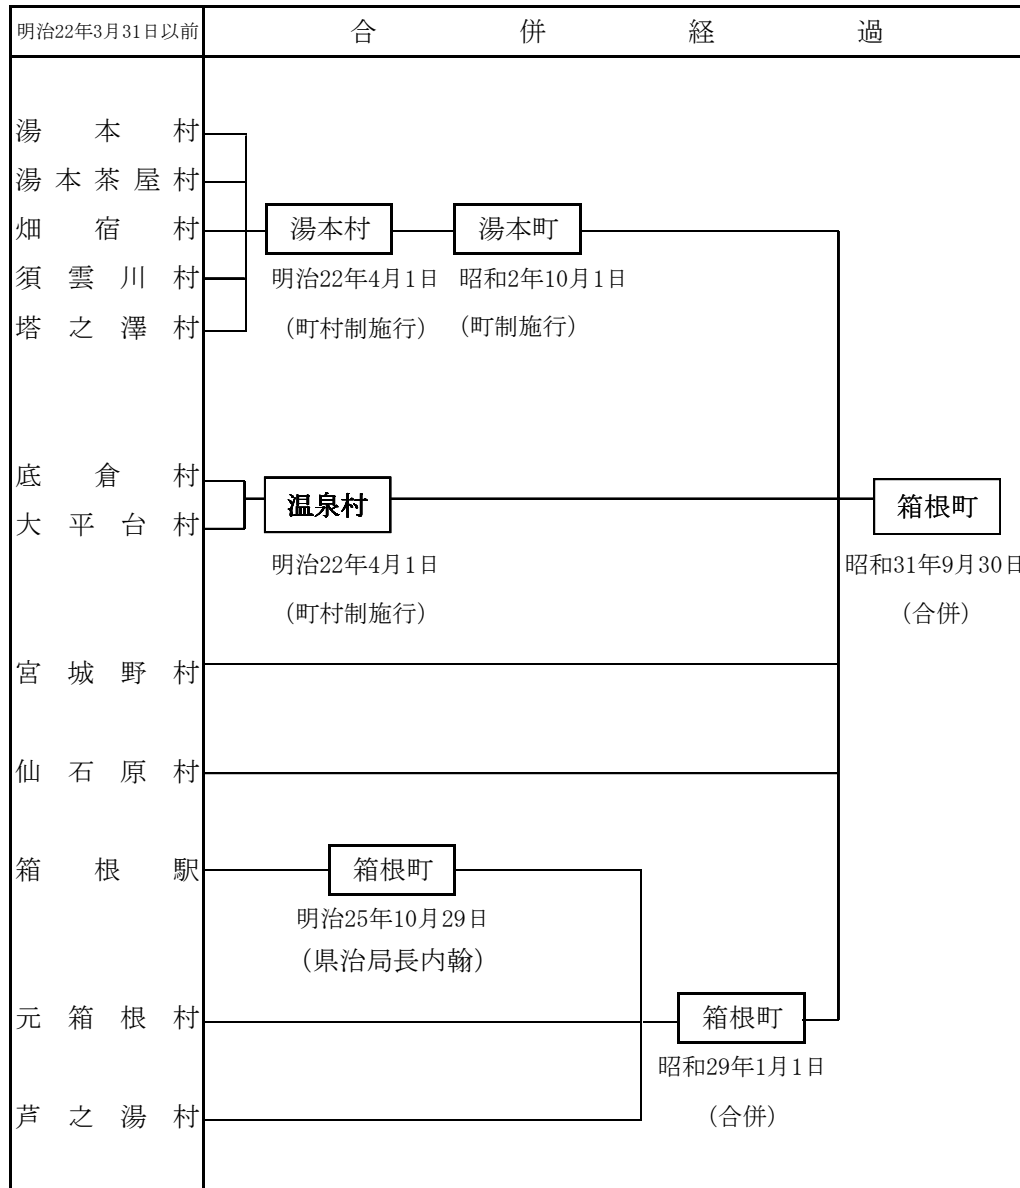 明治22年3月31日以前 合併経過
湯本村
湯本茶屋村
畑宿村 湯本村 湯本町
須雲川村 明治22年4月1日 昭和2年10月1日
塔之澤村 （町村制施行） （町制施行）
底倉村
温泉村 箱根町
大平台村
明治22年4月1日 昭和31年9月30日
（町村制施行） （合併）
宮城野村
仙石原村
箱根駅 箱根町
明治25年10月29日
（県治局長内翰）
元箱根村 箱根町
昭和29年1月1日
芦之湯村 （合併）